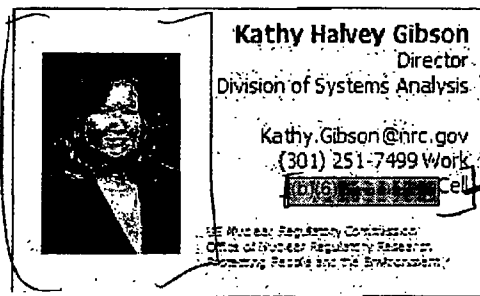 Kathy Halvey Gibson
Director
Division of Systems Analysis
Kathy.Gibson@nrc.gov
(301) 251-7499 Work
(b)(6) Cell
US Nuclear Regulatory Commission
Office of Nuclear Regulatory Research
Protecting People and the Environment